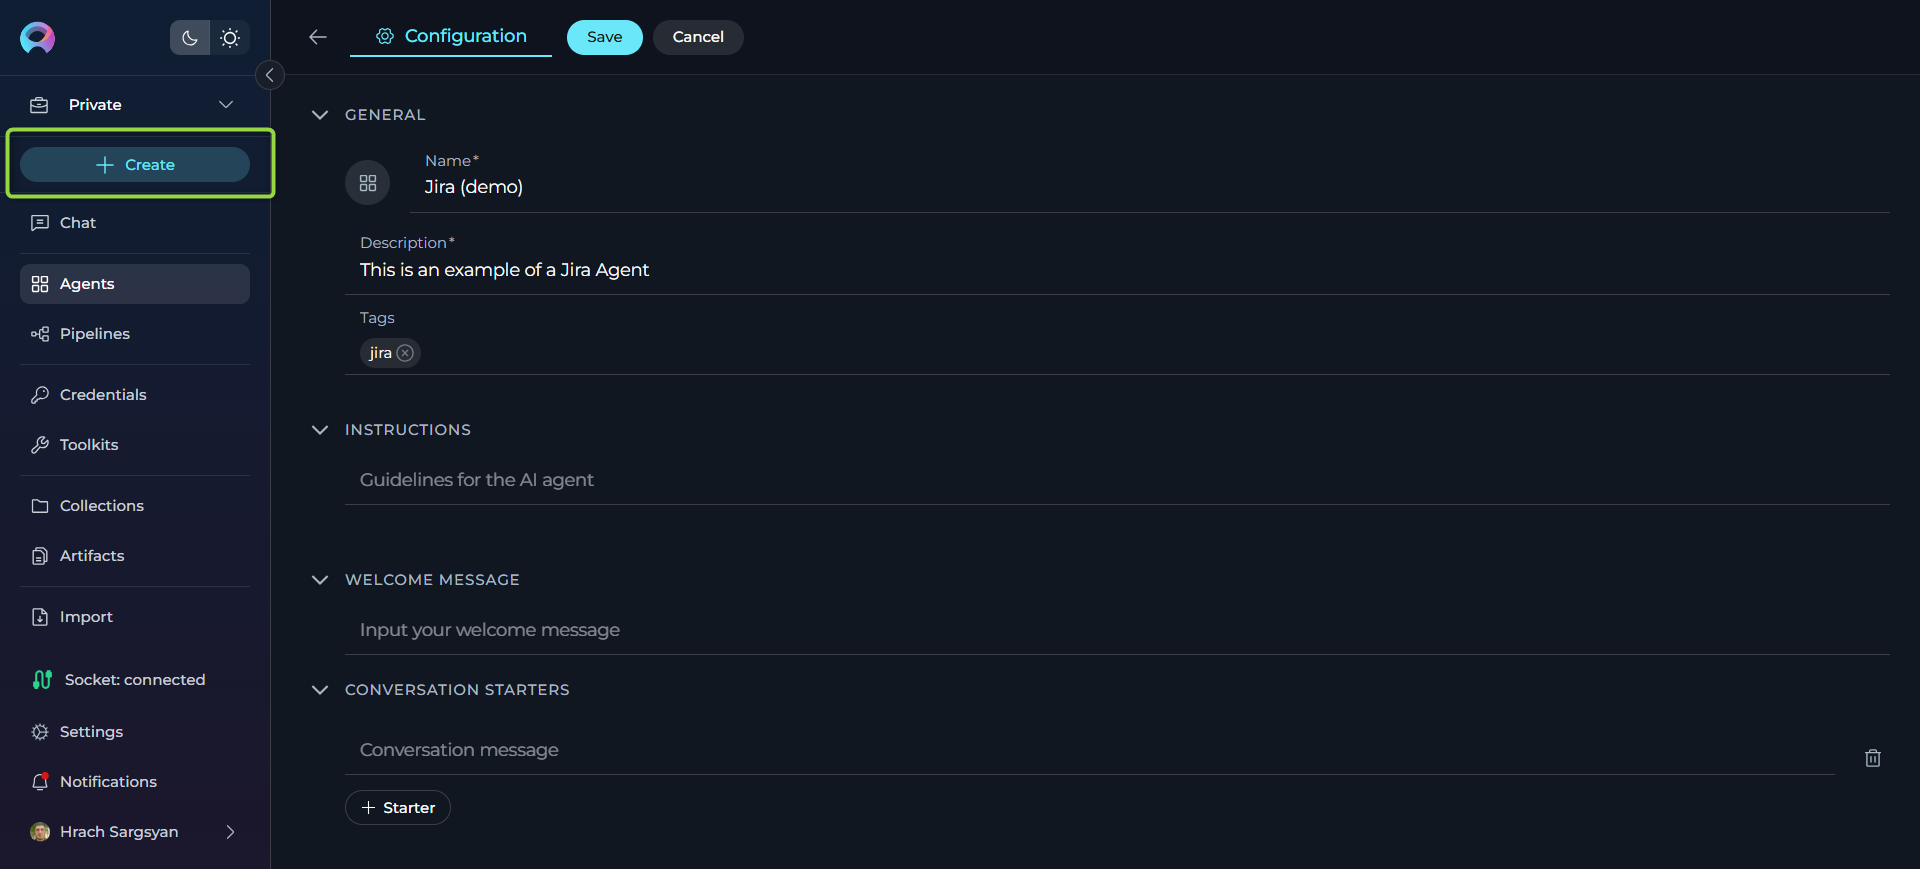 Private
Create
Chat
Agents
Pipelines
Credentials
Toolkits
Collections
Artifacts
Import
Socket: connected
Settings
Notifications
Hrach Sargsyan
Configuration
Save
Cancel
GENERAL
Name*
Jira (demo)
Description*
This is an example of a Jira Agent
Tags
jira
INSTRUCTIONS
Guidelines for the AI agent
WELCOME MESSAGE
Input your welcome message
CONVERSATION STARTERS
Conversation message
Starter